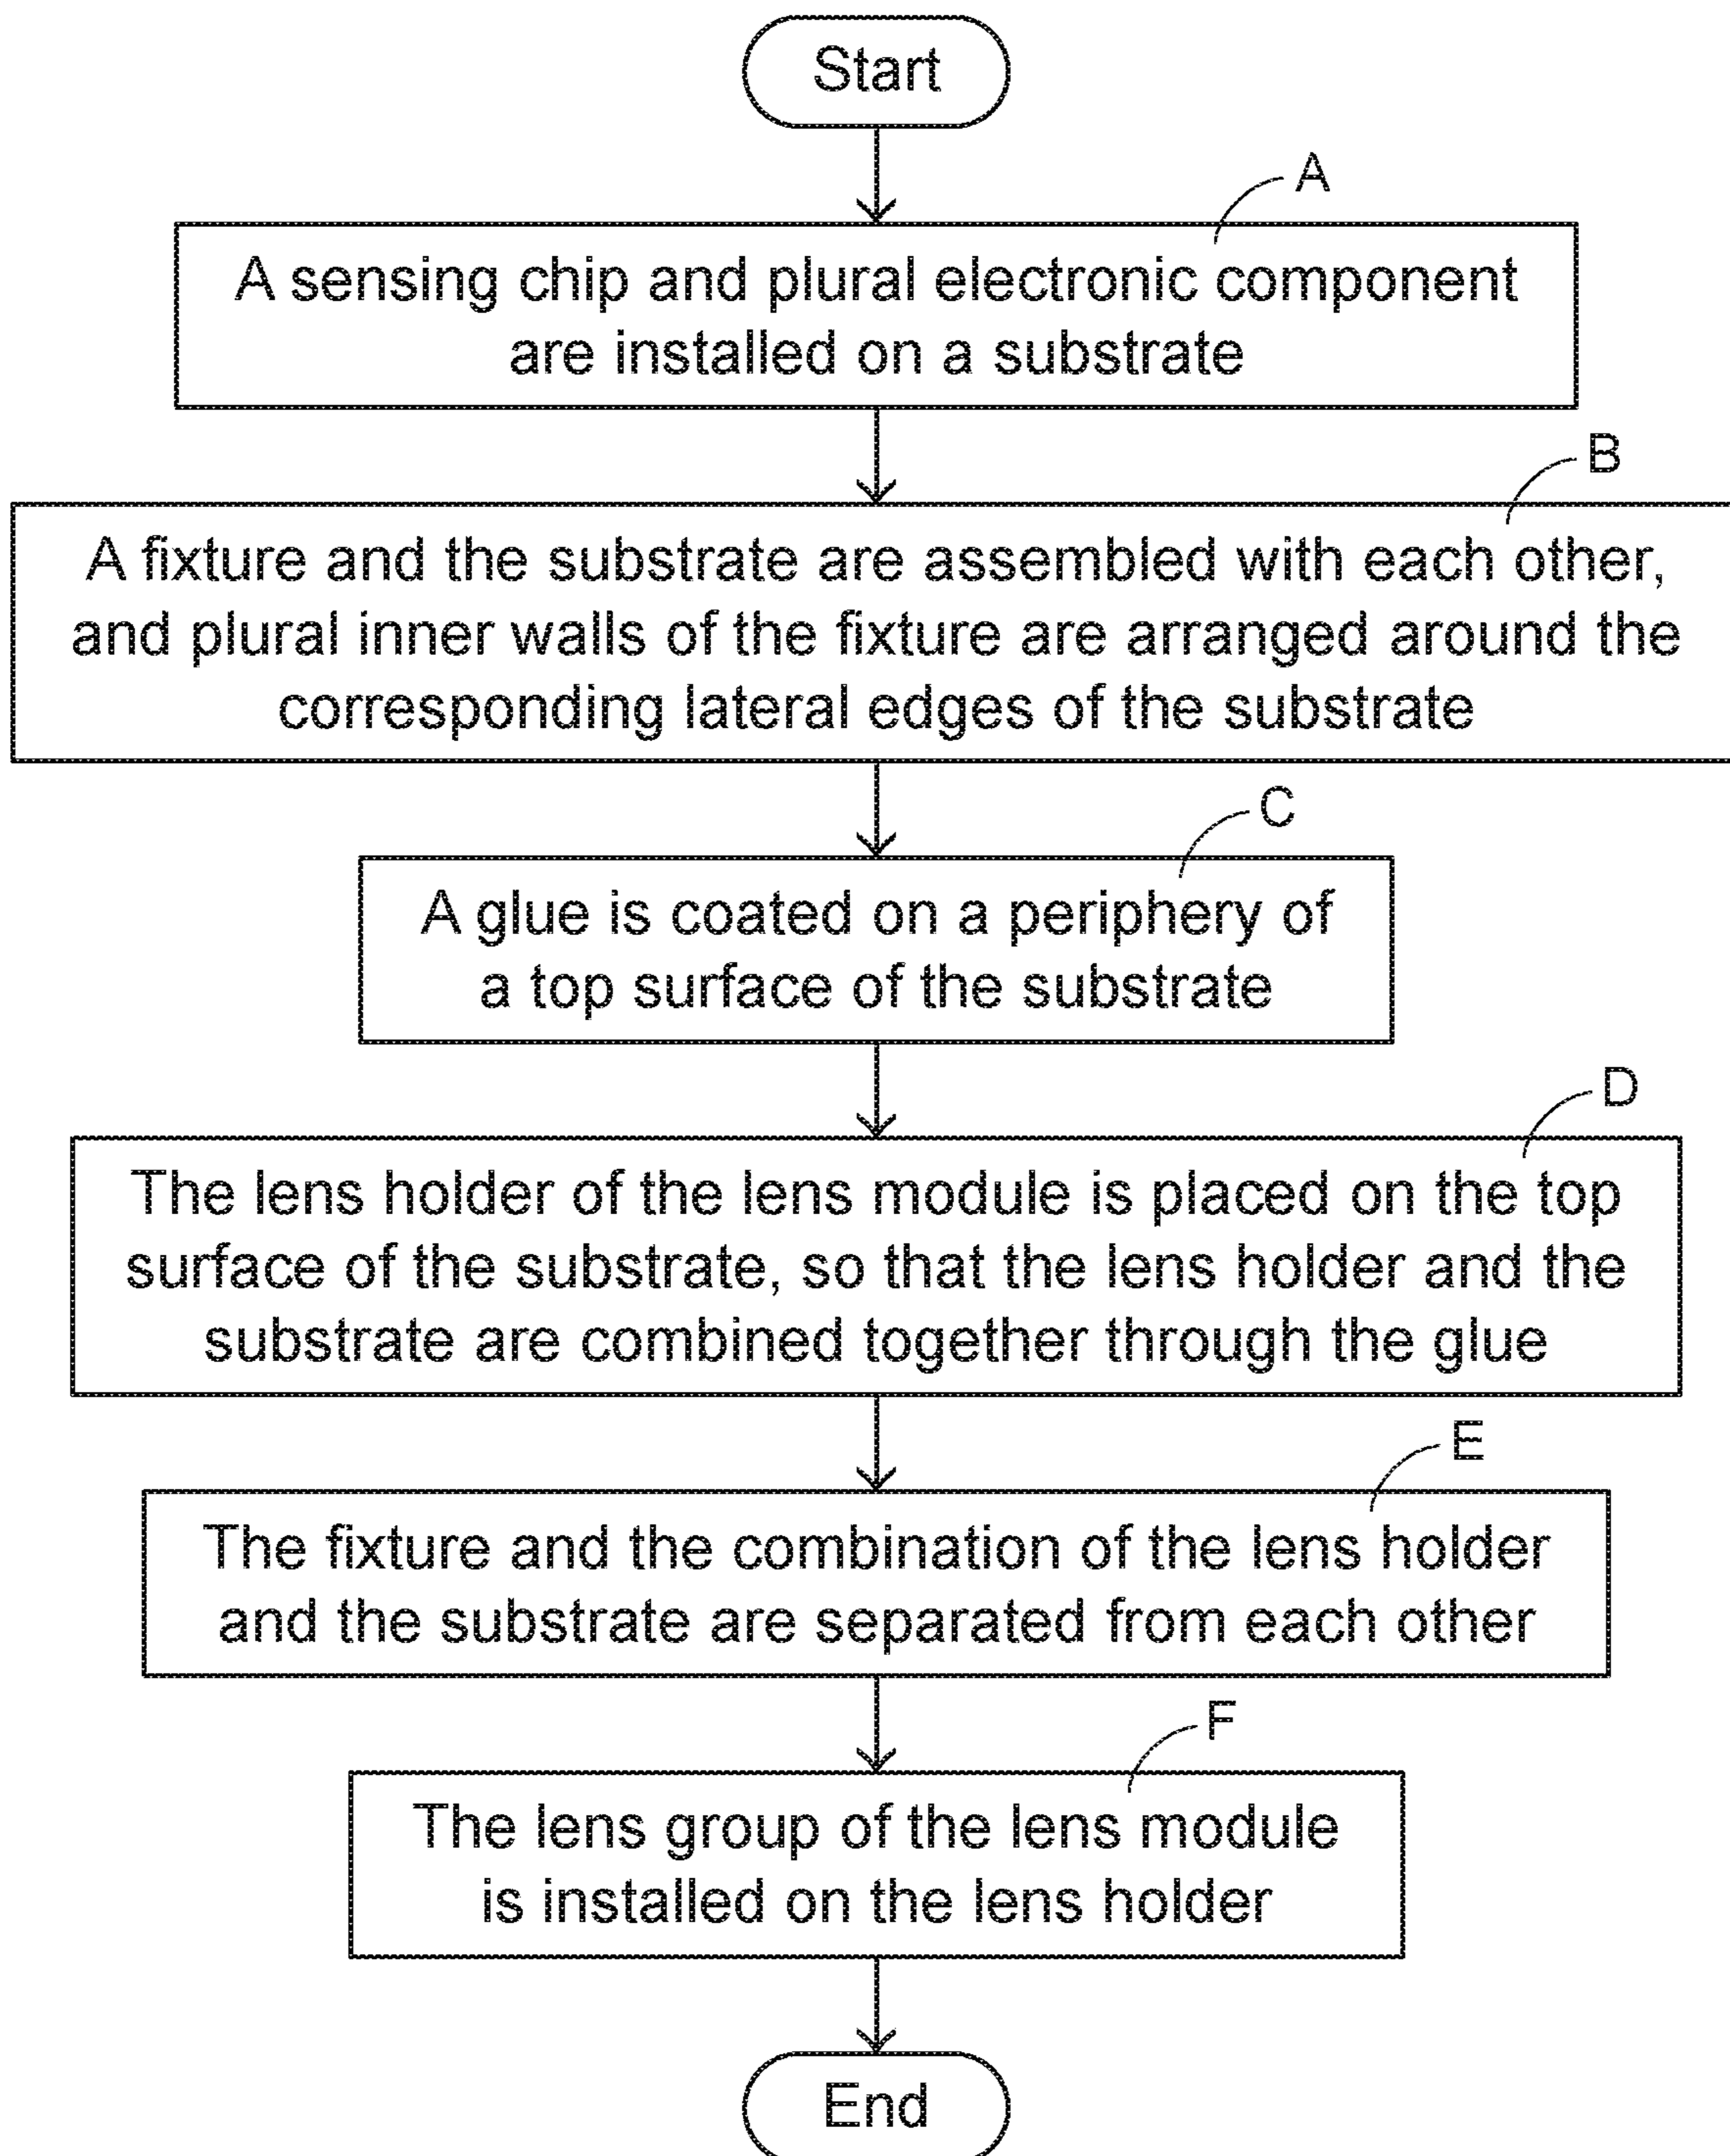 Start
A
A sensing chip and plural electronic component
are installed on a substrate
B
A fixture and the substrate are assembled with each other,
and plural inner walls of the fixture are arranged around the
corresponding lateral edges of the substrate
C
A glue is coated on a periphery of
a top surface of the substrate
D
The lens holder of the lens module is placed on the top
surface of the substrate, so that the lens holder and the
substrate are combined together through the glue
E
The fixture and the combination of the lens holder
and the substrate are separated from each other
F
The lens group of the lens module
is installed on the lens holder
End